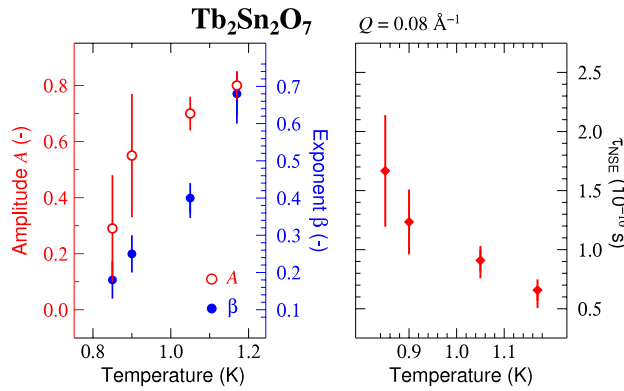 Tb₂Sn₂O₇
Q = 0.08 Å⁻¹
Amplitude A (-)
0.8
0.6
0.4
0.2
0.0
0.7
0.6
0.5
0.4
0.3
0.2
0.1
Exponent β (-)
A
β
0.8 1.0 1.2
Temperature (K)
2.5
2.0
1.5
1.0
0.5
τNSE (10⁻¹⁰ s)
0.9 1.0 1.1
Temperature (K)